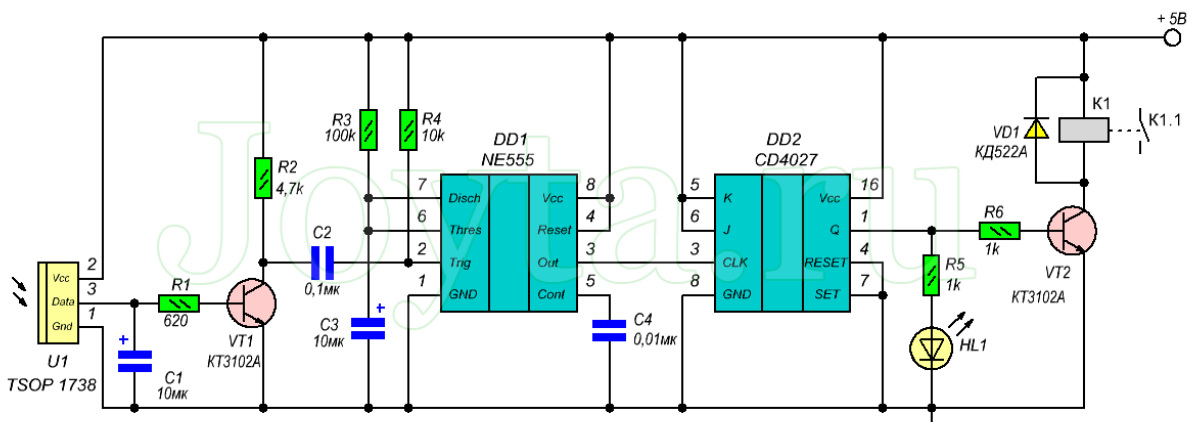 + 5В
R3
100k
R4
10k
DD1
NE555
DD2
CD4027
VD1
КД522А
K1
K1.1
R2
4,7k
7
Disch
Vcc
8
5
K
Vcc
16
6
Thres
Reset
4
6
J
Q
1
R6
1k
C2
0,1мк
2
Trig
Out
3
3
CLK
RESET
4
1
GND
Cont
5
8
GND
SET
7
R5
1k
VT2
КТ3102А
Vcc
2
Data
3
Gnd
1
R1
620
VT1
КТ3102А
U1
TSOP 1738
+
C1
10мк
+
C3
10мк
C4
0,01мк
HL1
Joyta.ru